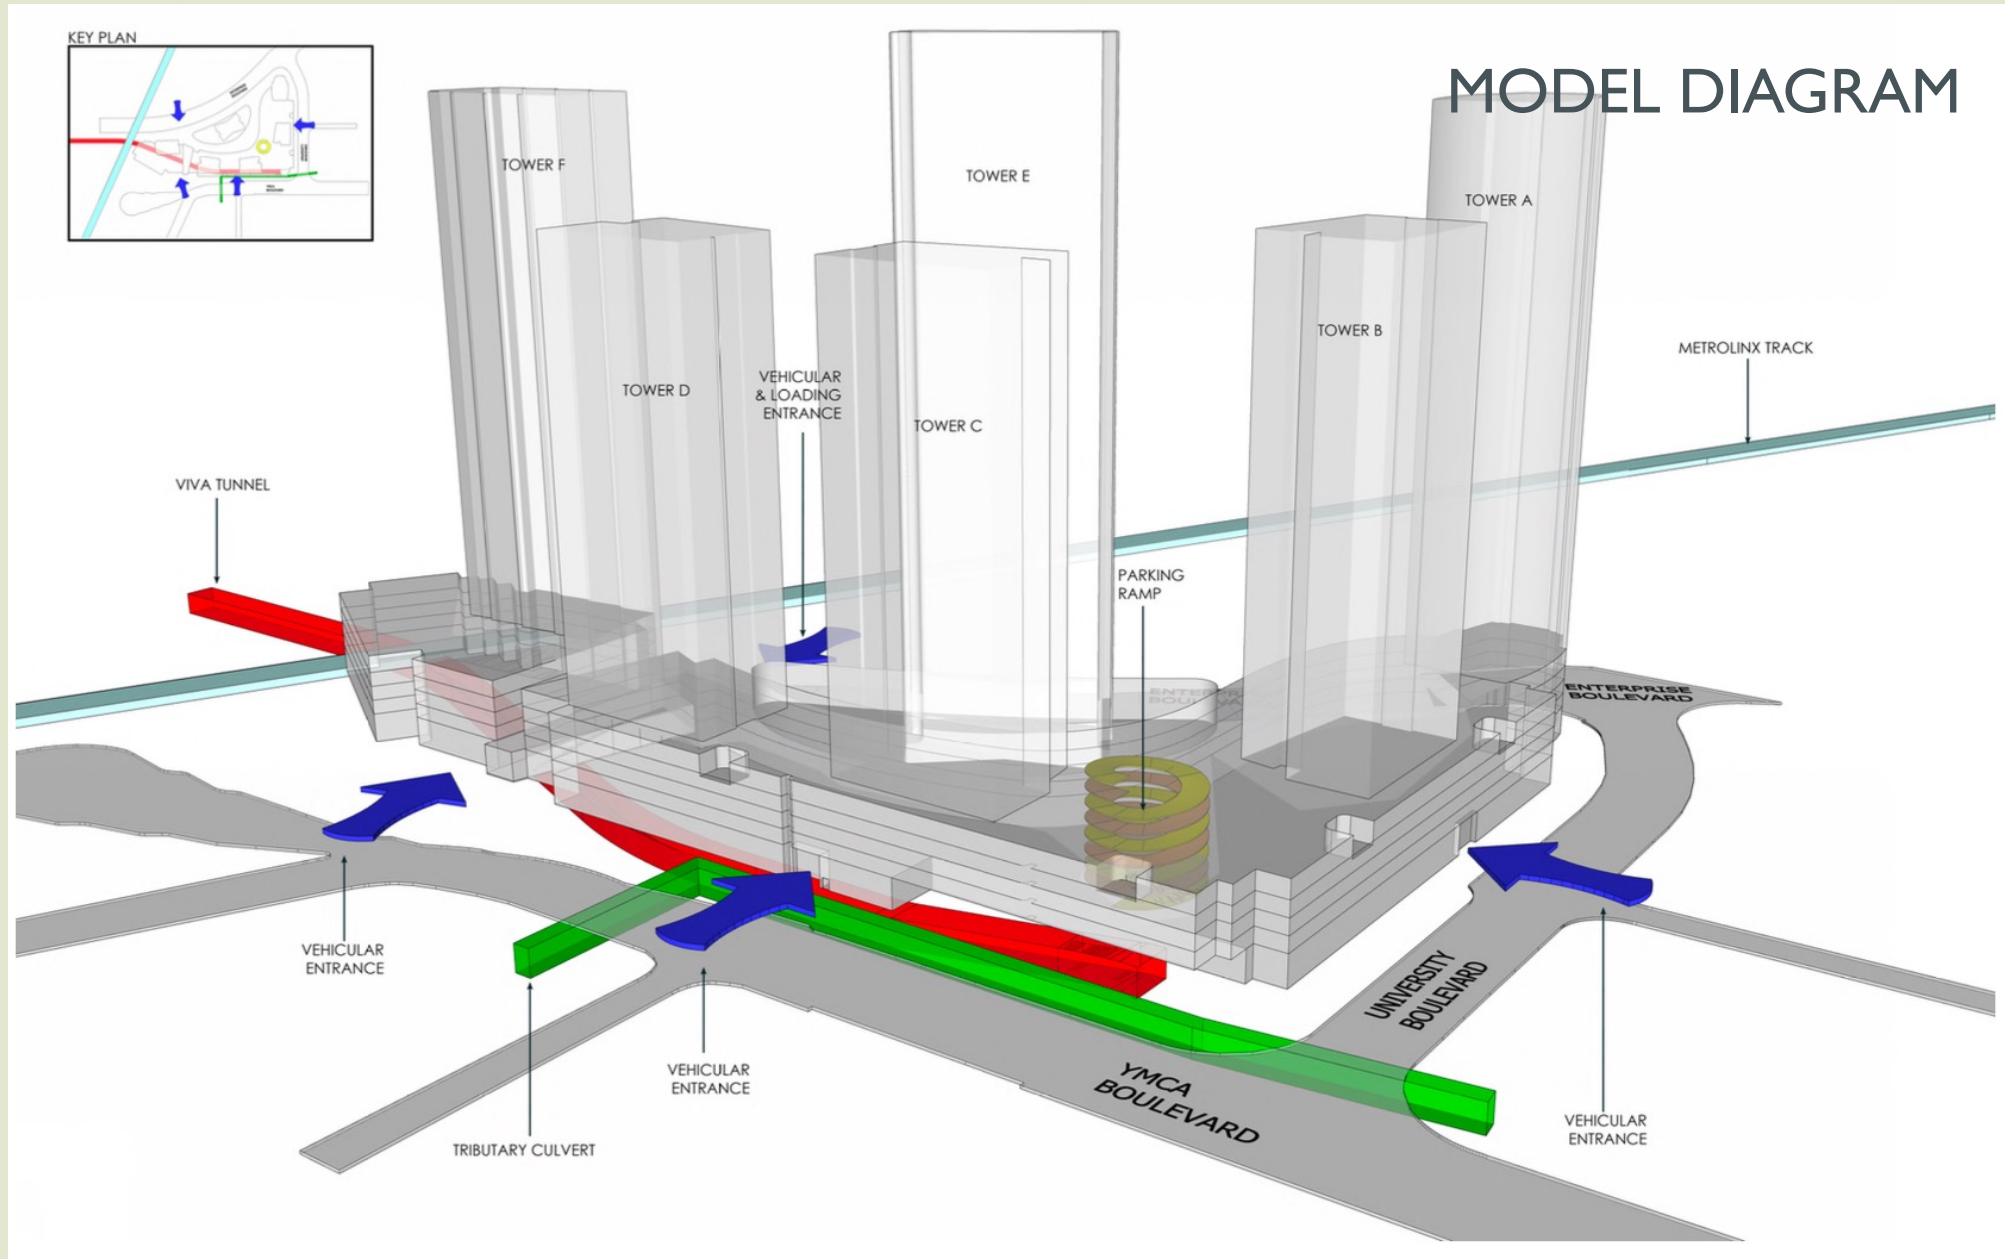 KEY PLAN
MODEL DIAGRAM
TOWER F
TOWER E
TOWER A
TOWER B
METROLINX TRACK
VEHICULAR
& LOADING
ENTRANCE
TOWER D
TOWER C
VIVA TUNNEL
PARKING
RAMP
ENTERPRISE
BOULEVARD
VEHICULAR
ENTRANCE
UNIVERSITY
BOULEVARD
VEHICULAR
ENTRANCE
YMCA
BOULEVARD
TRIBUTARY CULVERT
VEHICULAR
ENTRANCE